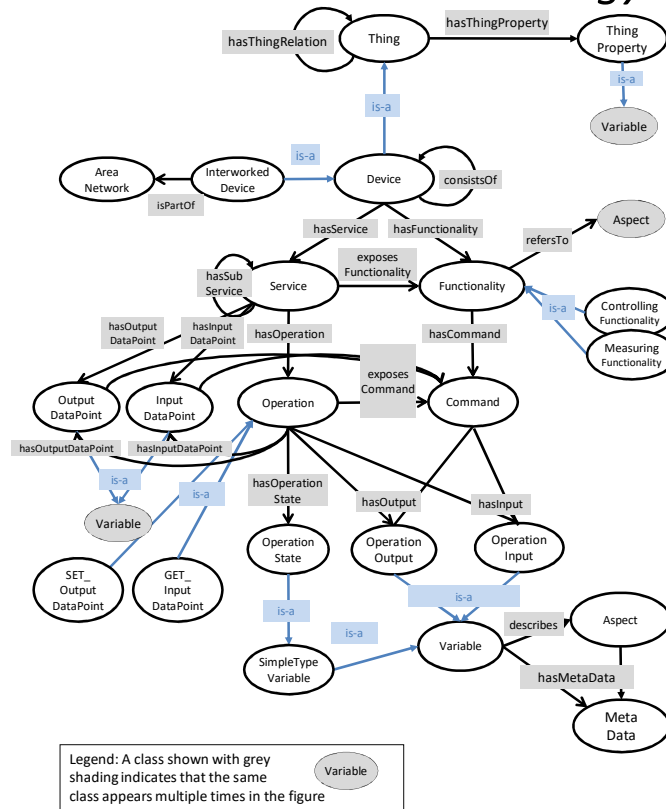 hasThingRelation
Thing
hasThingProperty
Thing
Property
is-a
is-a
Variable
Area
Network
isPartOf
Interworked
Device
is-a
Device
consistsOf
hasService
hasFunctionality
refersTo
Aspect
hasSub
Service
Service
exposes
Functionality
Functionality
is-a
Controlling
Functionality
Measuring
Functionality
hasOutput
DataPoint
hasInput
DataPoint
hasOperation
hasCommand
Output
DataPoint
Input
DataPoint
Operation
exposes
Command
Command
hasOutputDataPoint
hasInputDataPoint
is-a
is-a
hasOperation
State
hasOutput
hasInput
Variable
Operation
State
Operation
Output
Operation
Input
SET_
Output
DataPoint
GET_
Input
DataPoint
is-a
is-a
is-a
SimpleType
Variable
Variable
describes
Aspect
hasMetaData
Meta
Data
Legend: A class shown with grey
shading indicates that the same
class appears multiple times in the figure
Variable